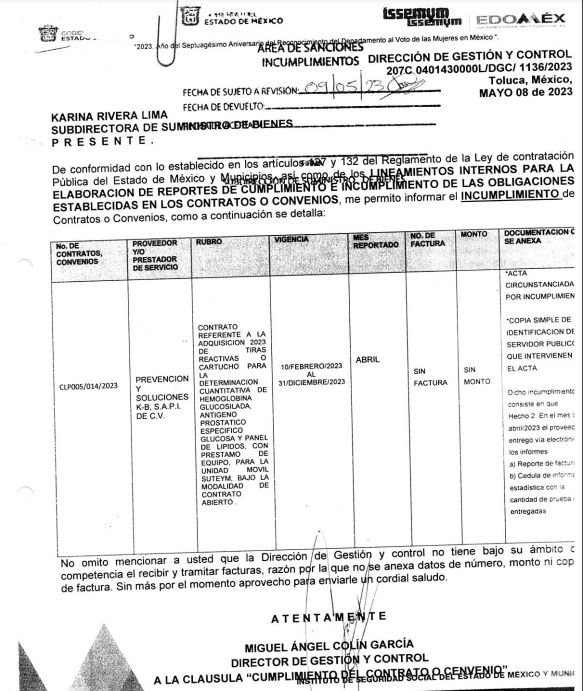 ESTADO DE MÉXICO
issemym
issemym
EDOMÉX
"2023. Año del Septuagésimo Aniversario del Reconocimiento del Departamento al Voto de las Mujeres en México".
ÁREA DE SANCIONES
INCUMPLIMIENTOS
DIRECCIÓN DE GESTIÓN Y CONTROL
207C 0401430000L/DGC/ 1136/2023
Toluca, México,
MAYO 08 de 2023
FECHA DE SUJETO A REVISIÓN: 09/05/23
FECHA DE DEVUELTO:
KARINA RIVERA LIMA
SUBDIRECTORA DE SUMINISTRO DE BIENES
P R E S E N T E .
De conformidad con lo establecido en los artículos 127 y 132 del Reglamento de la Ley de contratación
Pública del Estado de México y Municipios, así como de los LINEAMIENTOS INTERNOS PARA LA
ELABORACION DE REPORTES DE CUMPLIMIENTO E INCUMPLIMIENTO DE LAS OBLIGACIONES
ESTABLECIDAS EN LOS CONTRATOS O CONVENIOS, me permito informar el INCUMPLIMIENTO de
Contratos o Convenios, como a continuación se detalla:
No. DE CONTRATOS, CONVENIOS
PROVEEDOR Y/O PRESTADOR DE SERVICIO
RUBRO
VIGENCIA
MES REPORTADO
NO. DE FACTURA
MONTO
DOCUMENTACION
SE ANEXA
CLP005/014/2023
PREVENCION
Y
SOLUCIONES
K-B, S.A.P.I.
DE C.V.
CONTRATO
REFERENTE A LA
ADQUISICION 2023
DE TIRAS
REACTIVAS O
CARTUCHO PARA
LA
DETERMINACION
CUANTITATIVA DE
HEMOGLOBINA
GLUCOSILADA,
ANTIGENO
PROSTATICO
ESPECIFICO
GLUCOSA Y PANEL
DE LIPIDOS, CON
PRESTAMO DE
EQUIPO, PARA LA
UNIDAD MOVIL
SUTEYM, BAJO LA
MODALIDAD DE
CONTRATO
ABIERTO.
10/FEBRERO/2023
AL
31/DICIEMBRE/2023
ABRIL
SIN
FACTURA
SIN
MONTO
*ACTA
CIRCUNSTANCIADA
POR INCUMPLIMIEN
*COPIA SIMPLE DE
IDENTIFICACION DE
SERVIDOR PUBLIC
QUE INTERVIENEN
EL ACTA.
Dicho incumplimiento
consiste en que
Hecho 2 En el mes
abril/2023 el proveed
entrego vía electróni
los informes
a) Reporte de factur
b) Cedula de inform
estadística con la
cantidad de prueba
entregadas
No omito mencionar a usted que la Dirección de Gestión y control no tiene bajo su ámbito
competencia el recibir y tramitar facturas, razón por la que no se anexa datos de número, monto ni cop
de factura. Sin más por el momento aprovecho para enviarle un cordial saludo.
A T E N T A M E N T E
MIGUEL ÁNGEL COLÍN GARCÍA
DIRECTOR DE GESTIÓN Y CONTROL
A LA CLAUSULA "CUMPLIMIENTO DEL CONTRATO O CENVENIO"
INSTITUTO DE SEGURIDAD SOCIAL DEL ESTADO DE MÉXICO Y MUNI